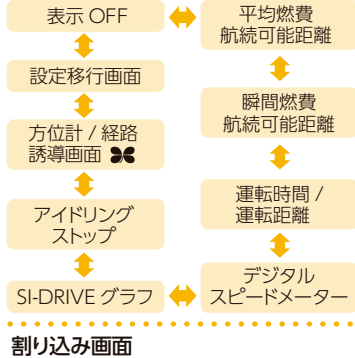 表示 OFF
平均燃費
航続可能距離
設定移行画面
瞬間燃費
航続可能距離
方位計 / 経路
誘導画面
運転時間 /
運転距離
アイドリング
ストップ
デジタル
スピードメーター
SI-DRIVE グラフ
割り込み画面